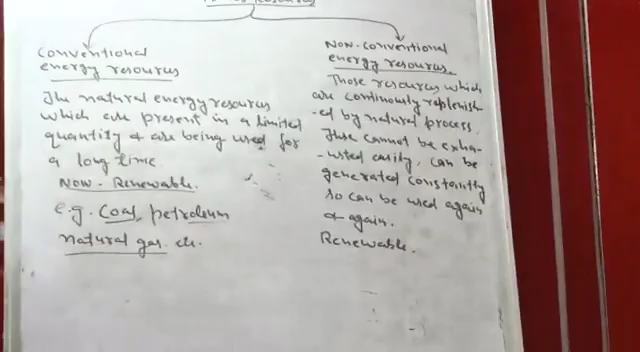 resources
Conventional
energy resources
The natural energy resources
which are present in a limited
quantity & are being used for
a long time.
Non-Renewable.
e.g. Coal, petroleum
natural gas. etc.
Non-Conventional
energy resources.
Those resources which
are continously replenish-
-ed by natural process.
These cannot be exha-
-usted easily, can be
generated constantly
so can be used again
& again.
Renewable.